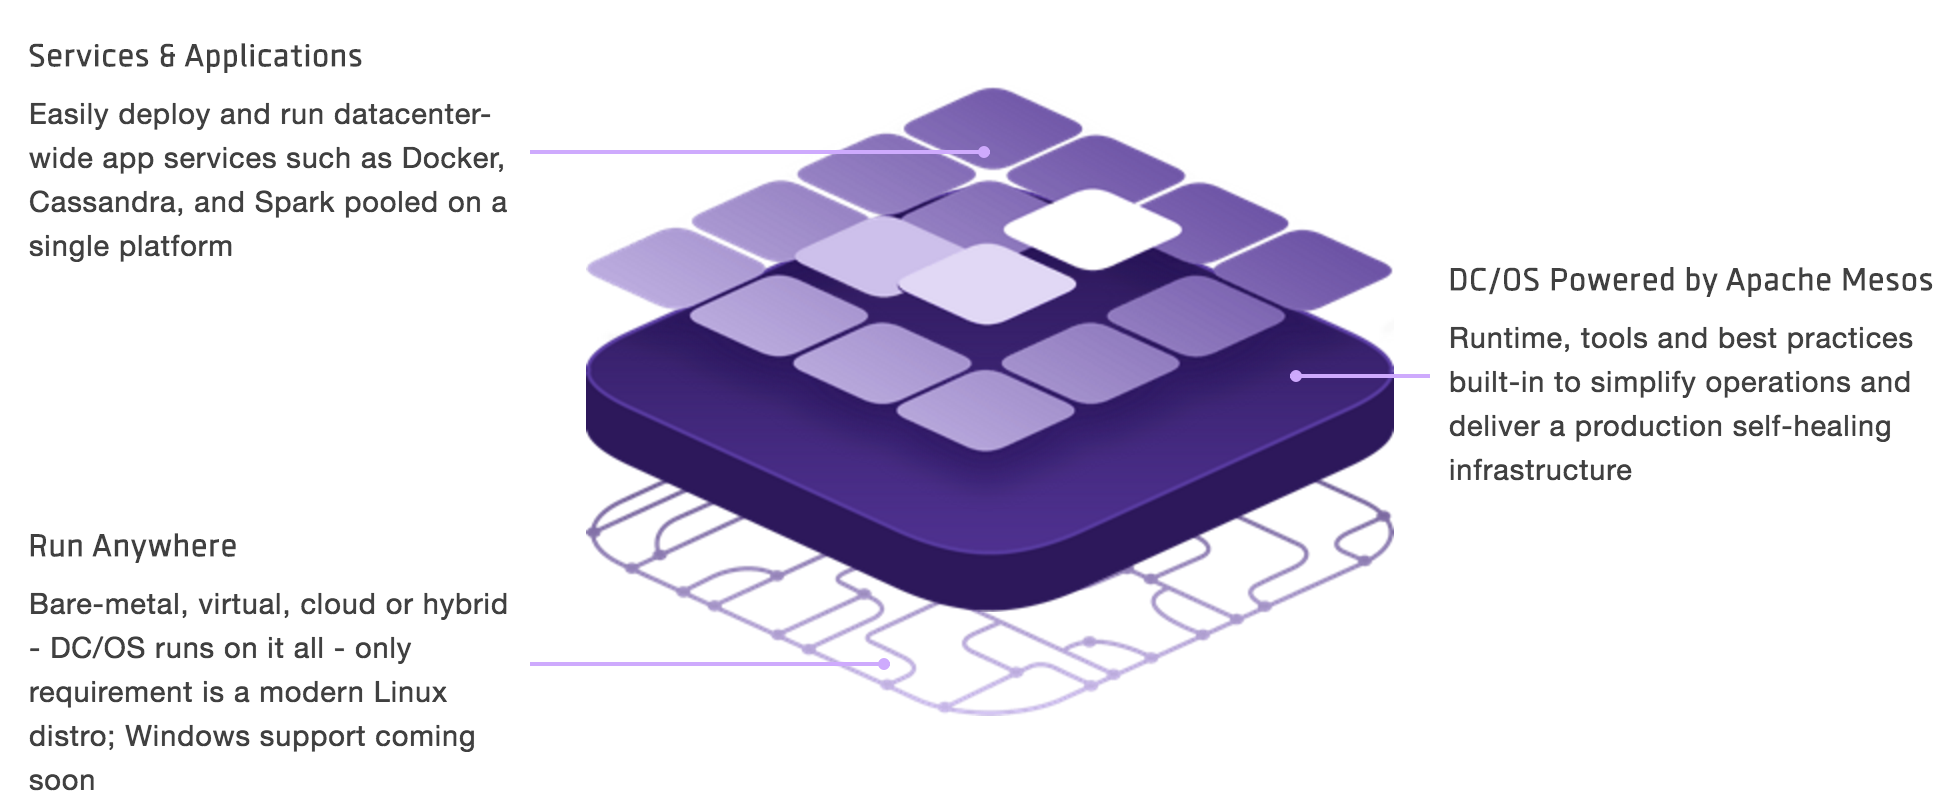 Services & Applications
Easily deploy and run datacenter-
wide app services such as Docker,
Cassandra, and Spark pooled on a
single platform
DC/OS Powered by Apache Mesos
Runtime, tools and best practices
built-in to simplify operations and
deliver a production self-healing
infrastructure
Run Anywhere
Bare-metal, virtual, cloud or hybrid
- DC/OS runs on it all - only
requirement is a modern Linux
distro; Windows support coming
soon